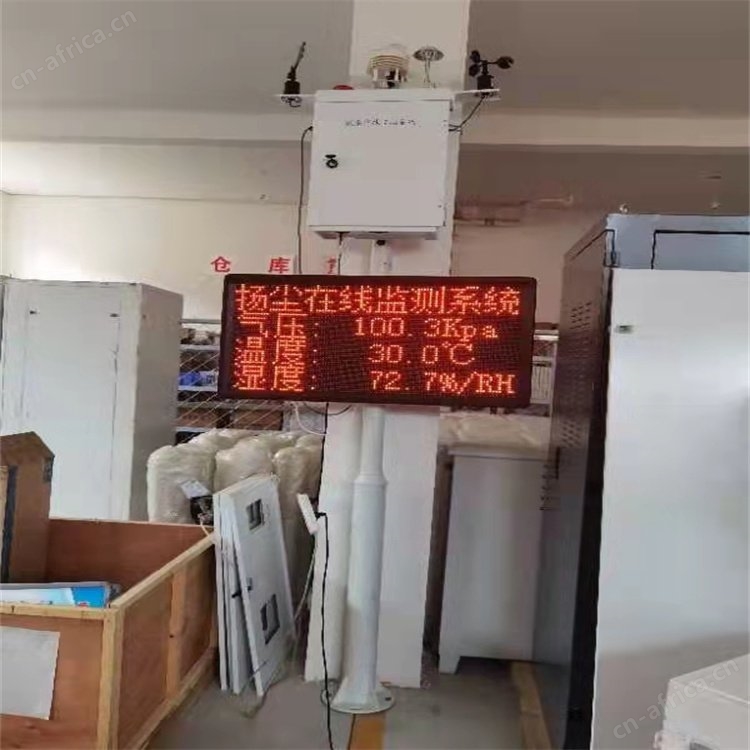 cn-africa.cn
仓 库
扬尘在线监测系统
气压: 100.3Kpa
温度: 30.0℃
湿度: 72.7%/RH
cn-africa.cn